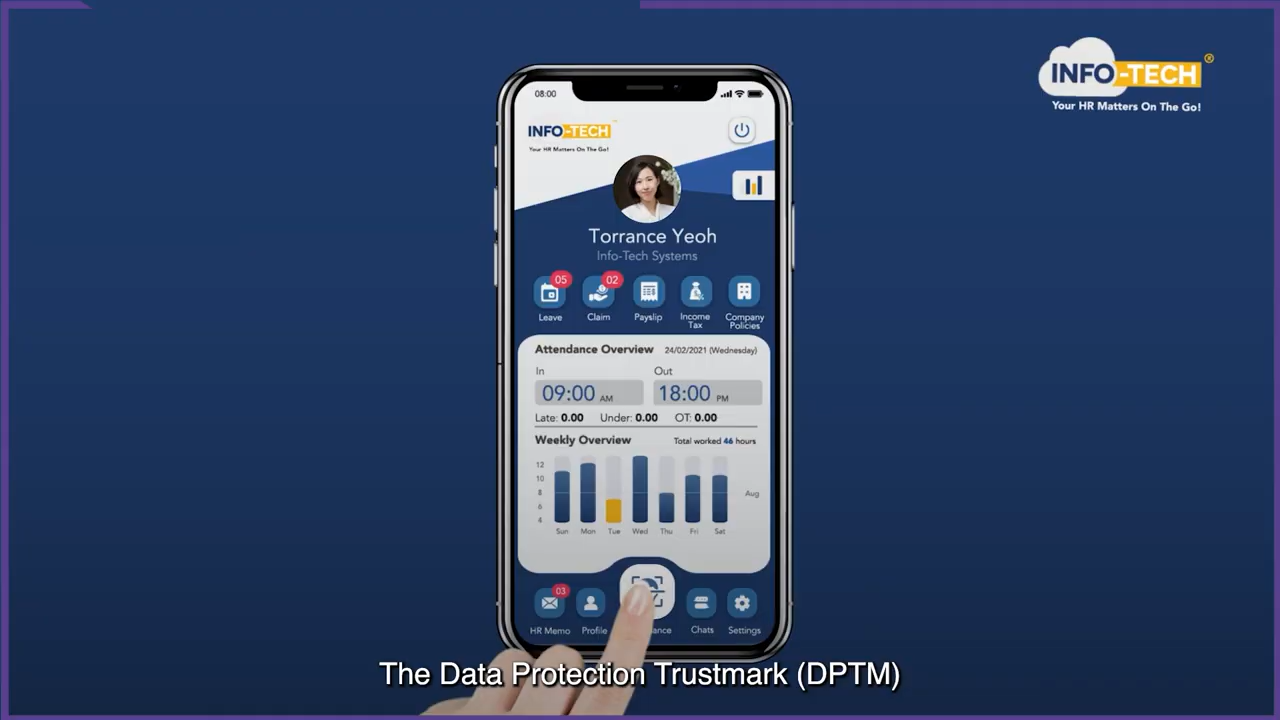 INFO-TECH®
Your HR Matters On The Go!
08:00
INFO-TECH
Your HR Matters On The Go!
Torrance Yeoh
Info-Tech Systems
05
02
Leave
Claim
Payslip
Income Tax
Company Policies
Attendance Overview 24/02/2021 (Wednesday)
In Out
09:00 AM 18:00 PM
Late: 0.00 Under: 0.00 OT: 0.00
Weekly Overview Total worked 46 hours
12
10
8
6
4
Aug
Sun Mon Tue Wed Thu Fri Sat
03
HR Memo Profile Chats Settings
The Data Protection Trustmark (DPTM)